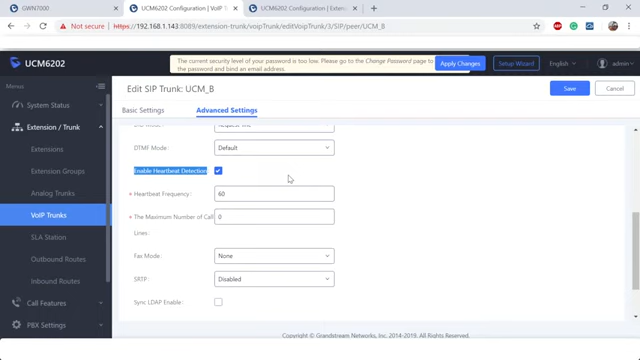 GWN7000
UCM6202 Configuration | VoIP Trunk
UCM6202 Configuration | Extens
Not secure
https://192.168.1.143:8089/extension-trunk/voipTrunk/editVoipTrunk/3/SIP/peer/UCM_B
UCM6202
The current security level of your password is too low. Please go to the Change Password page to
the password and bind an email address.
Apply Changes
Setup Wizard
English
admin
Menus
System Status
Extension / Trunk
Extensions
Extension Groups
Analog Trunks
VoIP Trunks
SLA Station
Outbound Routes
Inbound Routes
Call Features
PBX Settings
Edit SIP Trunk: UCM_B
Save
Cancel
Basic Settings
Advanced Settings
DTMF Mode:
Default
Enable Heartbeat Detection
* Heartbeat Frequency:
60
* The Maximum Number of Call
Lines:
0
Fax Mode:
None
SRTP:
Disabled
Sync LDAP Enable:
Copyright © Grandstream Networks, Inc. 2014-2019. All